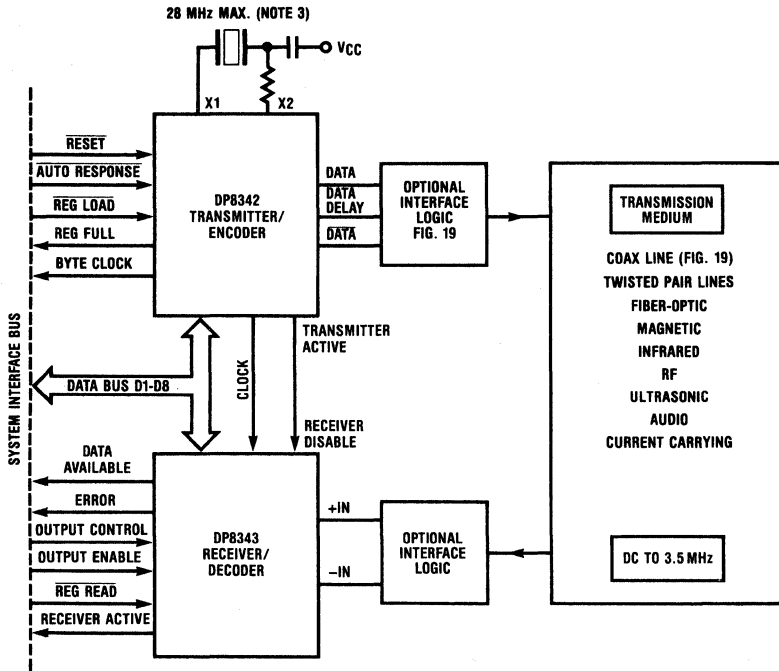 28 MHz MAX. (NOTE 3)
VCC
X1
X2
SYSTEM INTERFACE BUS
RESET
AUTO RESPONSE
REG LOAD
REG FULL
BYTE CLOCK
DP8342
TRANSMITTER/
ENCODER
DATA
DATA
DELAY
DATA
OPTIONAL
INTERFACE
LOGIC
FIG. 19
TRANSMISSION
MEDIUM
COAX LINE (FIG. 19)
TWISTED PAIR LINES
FIBER-OPTIC
MAGNETIC
INFRARED
RF
ULTRASONIC
AUDIO
CURRENT CARRYING
DC TO 3.5 MHz
TRANSMITTER
ACTIVE
CLOCK
DATA BUS D1-D8
RECEIVER
DISABLE
DATA
AVAILABLE
ERROR
OUTPUT CONTROL
OUTPUT ENABLE
REG READ
RECEIVER ACTIVE
DP8343
RECEIVER/
DECODER
+IN
−IN
OPTIONAL
INTERFACE
LOGIC